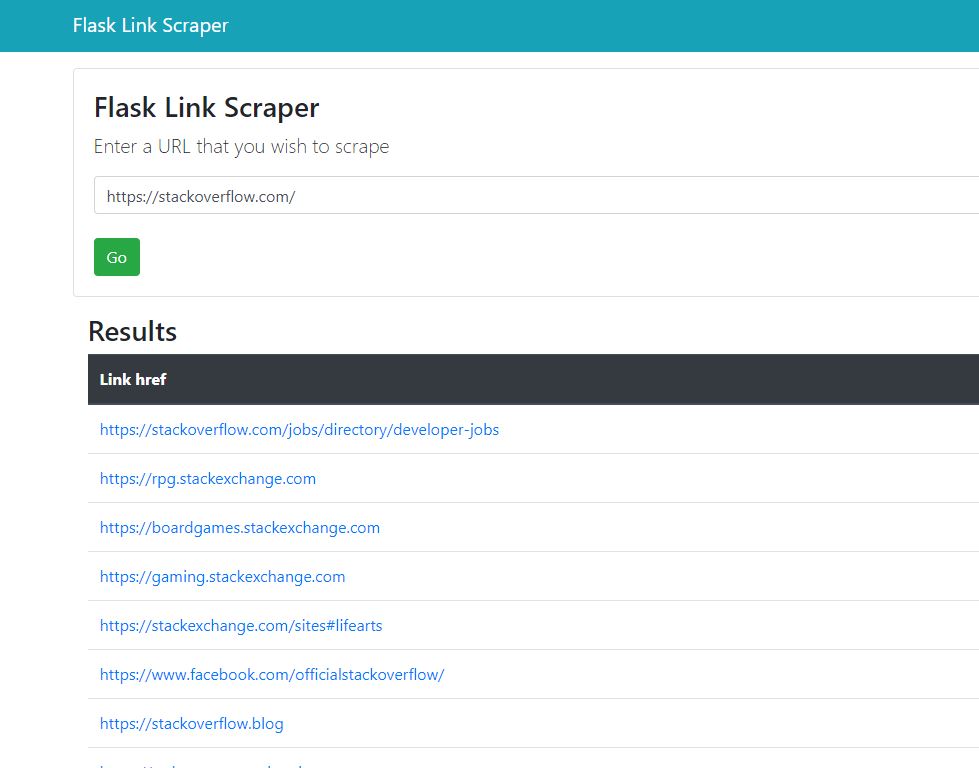 Flask Link Scraper
Flask Link Scraper
Enter a URL that you wish to scrape
https://stackoverflow.com/
Go
Results
Link href
https://stackoverflow.com/jobs/directory/developer-jobs
https://rpg.stackexchange.com
https://boardgames.stackexchange.com
https://gaming.stackexchange.com
https://stackexchange.com/sites#lifearts
https://www.facebook.com/officialstackoverflow/
https://stackoverflow.blog